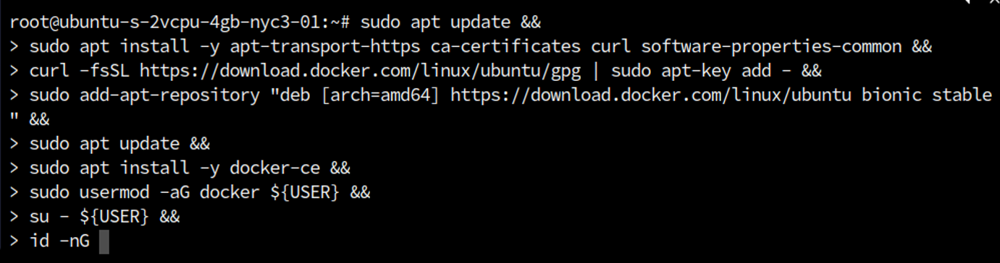 root@ubuntu-s-2vcpu-4gb-nyc3-01:~# sudo apt update &&
> sudo apt install -y apt-transport-https ca-certificates curl software-properties-common &&
> curl -fsSL https://download.docker.com/linux/ubuntu/gpg | sudo apt-key add - &&
> sudo add-apt-repository "deb [arch=amd64] https://download.docker.com/linux/ubuntu bionic stable
" &&
> sudo apt update &&
> sudo apt install -y docker-ce &&
> sudo usermod -aG docker ${USER} &&
> su - ${USER} &&
> id -nG